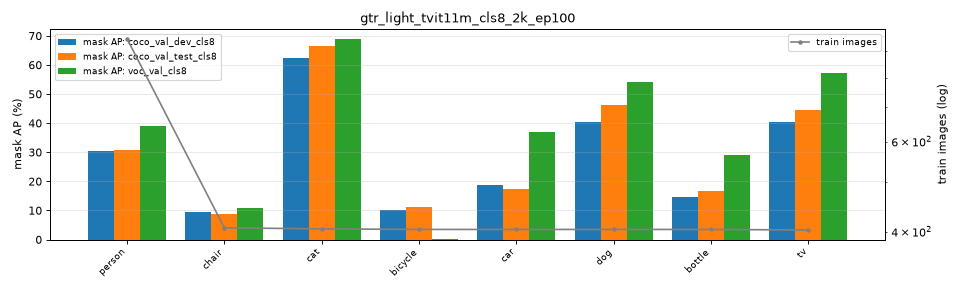 gtr_light_tvit11m_cls8_2k_ep100
mask AP: coco_val_dev_cls8
mask AP: coco_val_test_cls8
mask AP: voc_val_cls8
train images
mask AP (%)
70
60
50
40
30
20
10
0
6 × 10²
4 × 10²
train images (log)
person
chair
cat
bicycle
car
dog
bottle
tv